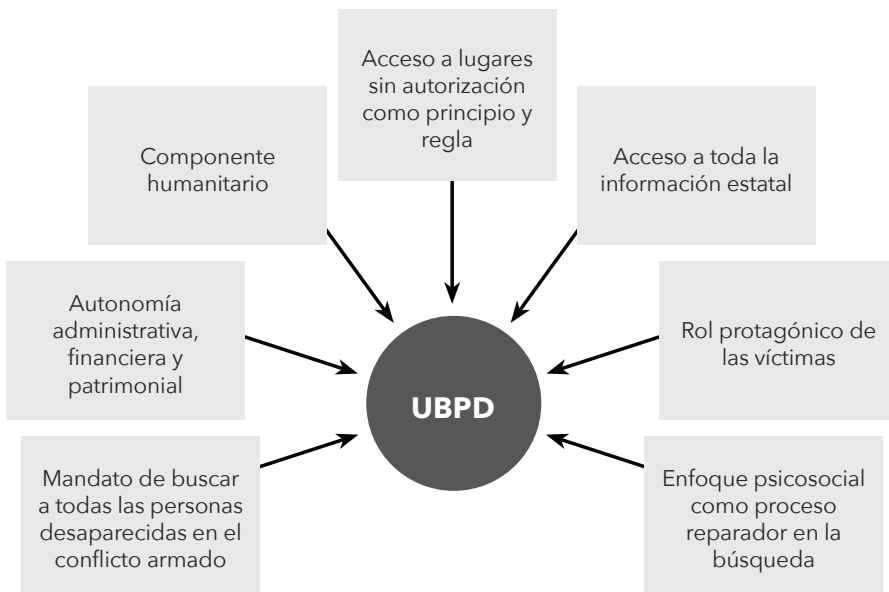 Acceso a lugares
sin autorización
como principio y
regla
Componente
humanitario
Acceso a toda la
información estatal
Autonomía
administrativa,
financiera y
patrimonial
Rol protagónico de
las víctimas
UBPD
Mandato de buscar
a todas las personas
desaparecidas en el
conflicto armado
Enfoque psicosocial
como proceso
reparador en la
búsqueda